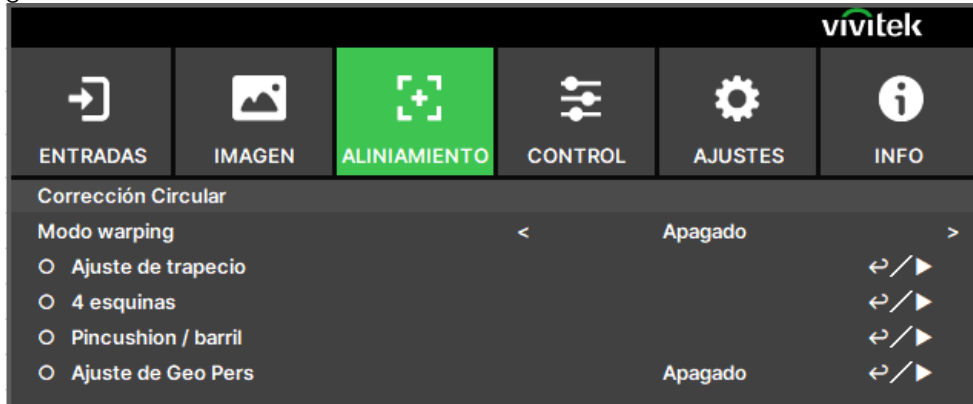 vivitek
ENTRADAS IMAGEN ALINIAMIENTO CONTROL AJUSTES INFO
Corrección Circular
Modo warping < Apagado >
Ajuste de trapecio
4 esquinas
Pincushion / barril
Ajuste de Geo Pers Apagado